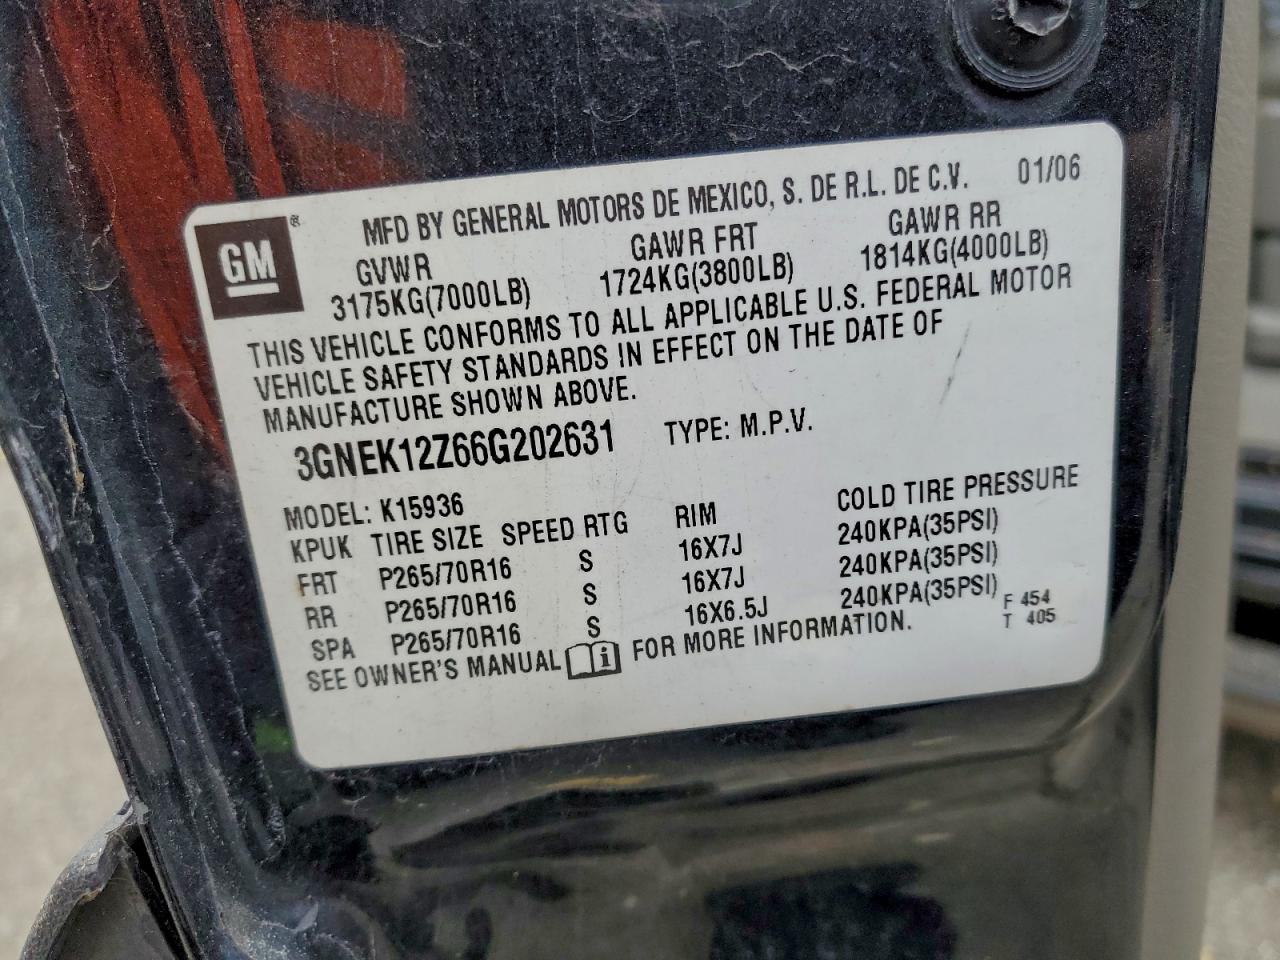 GM®
MFD BY GENERAL MOTORS DE MEXICO, S. DE R.L. DE C.V. 01/06
GVWR GAWR FRT GAWR RR
3175KG(7000LB) 1724KG(3800LB) 1814KG(4000LB)
THIS VEHICLE CONFORMS TO ALL APPLICABLE U.S. FEDERAL MOTOR
VEHICLE SAFETY STANDARDS IN EFFECT ON THE DATE OF
MANUFACTURE SHOWN ABOVE.
3GNEK12Z66G202631 TYPE: M.P.V.
MODEL: K15936
KPUK TIRE SIZE SPEED RTG RIM COLD TIRE PRESSURE
FRT P265/70R16 S 16X7J 240KPA(35PSI)
RR P265/70R16 S 16X7J 240KPA(35PSI)
SPA P265/70R16 S 16X6.5J 240KPA(35PSI)
SEE OWNER'S MANUAL i FOR MORE INFORMATION.
F 454
T 405